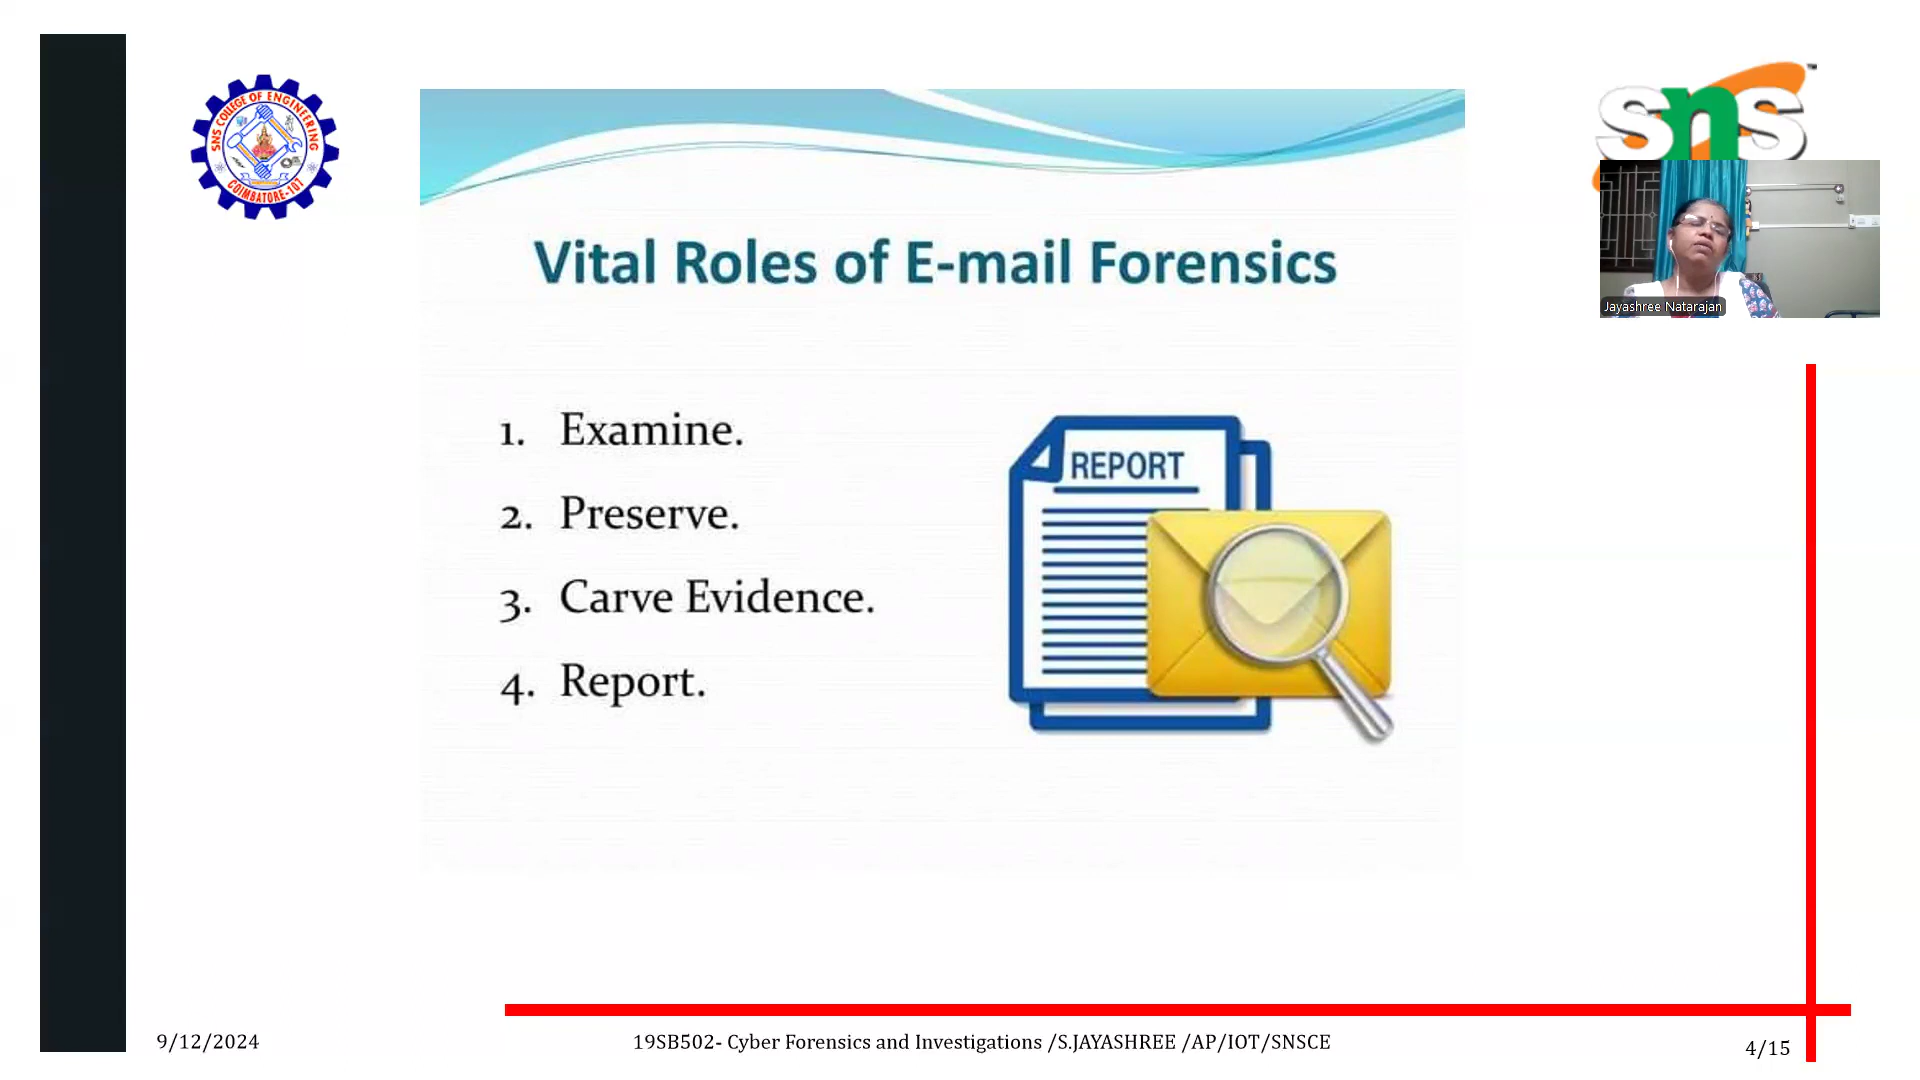 SNS COLLEGE OF ENGINEERING
COIMBATORE-107
sns
Vital Roles of E-mail Forensics
Jayashree Natarajan
1. Examine.
2. Preserve.
3. Carve Evidence.
4. Report.
REPORT
9/12/2024
19SB502- Cyber Forensics and Investigations /S.JAYASHREE /AP/IOT/SNSCE
4/15